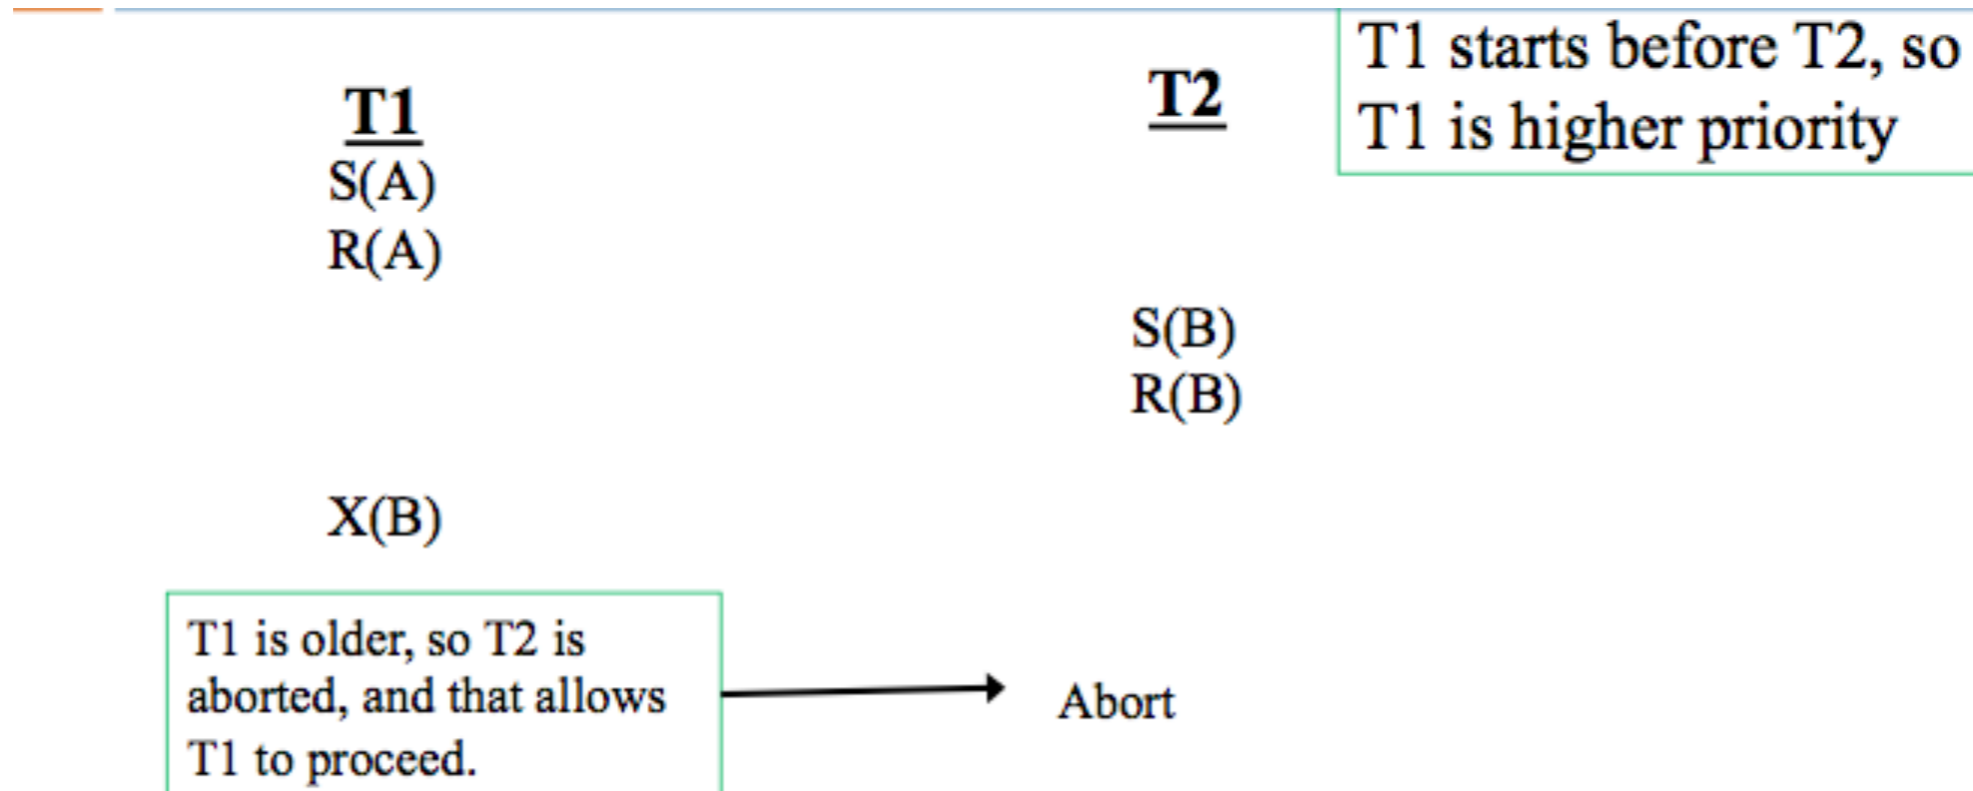 T1
T2
T1 starts before T2, so
T1 is higher priority
S(A)
R(A)
S(B)
R(B)
X(B)
T1 is older, so T2 is
aborted, and that allows
T1 to proceed.
Abort